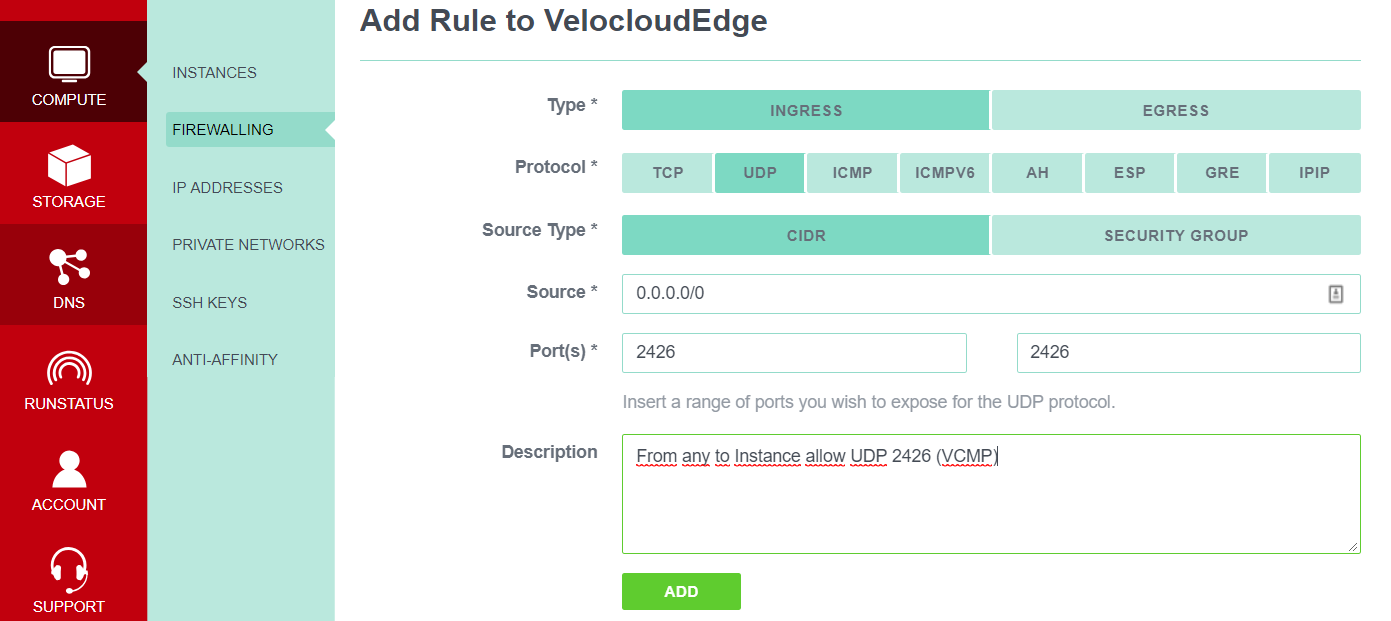 Add Rule to VelocloudEdge
COMPUTE
STORAGE
DNS
RUNSTATUS
ACCOUNT
SUPPORT
INSTANCES
FIREWALLING
IP ADDRESSES
PRIVATE NETWORKS
SSH KEYS
ANTI-AFFINITY
Type * INGRESS EGRESS
Protocol * TCP UDP ICMP ICMPV6 AH ESP GRE IPIP
Source Type * CIDR SECURITY GROUP
Source * 0.0.0.0/0
Port(s) * 2426 2426
Insert a range of ports you wish to expose for the UDP protocol.
Description From any to Instance allow UDP 2426 (VCMP)
ADD